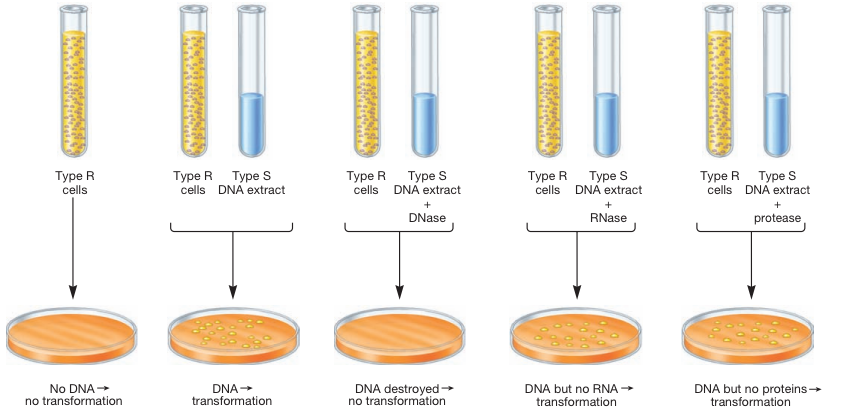 Type R
cells
Type R
cells
Type S
DNA extract
Type R
cells
Type S
DNA extract
+
DNase
Type R
cells
Type S
DNA extract
+
RNase
Type R
cells
Type S
DNA extract
+
protease
No DNA →
no transformation
DNA →
transformation
DNA destroyed →
no transformation
DNA but no RNA →
transformation
DNA but no proteins →
transformation